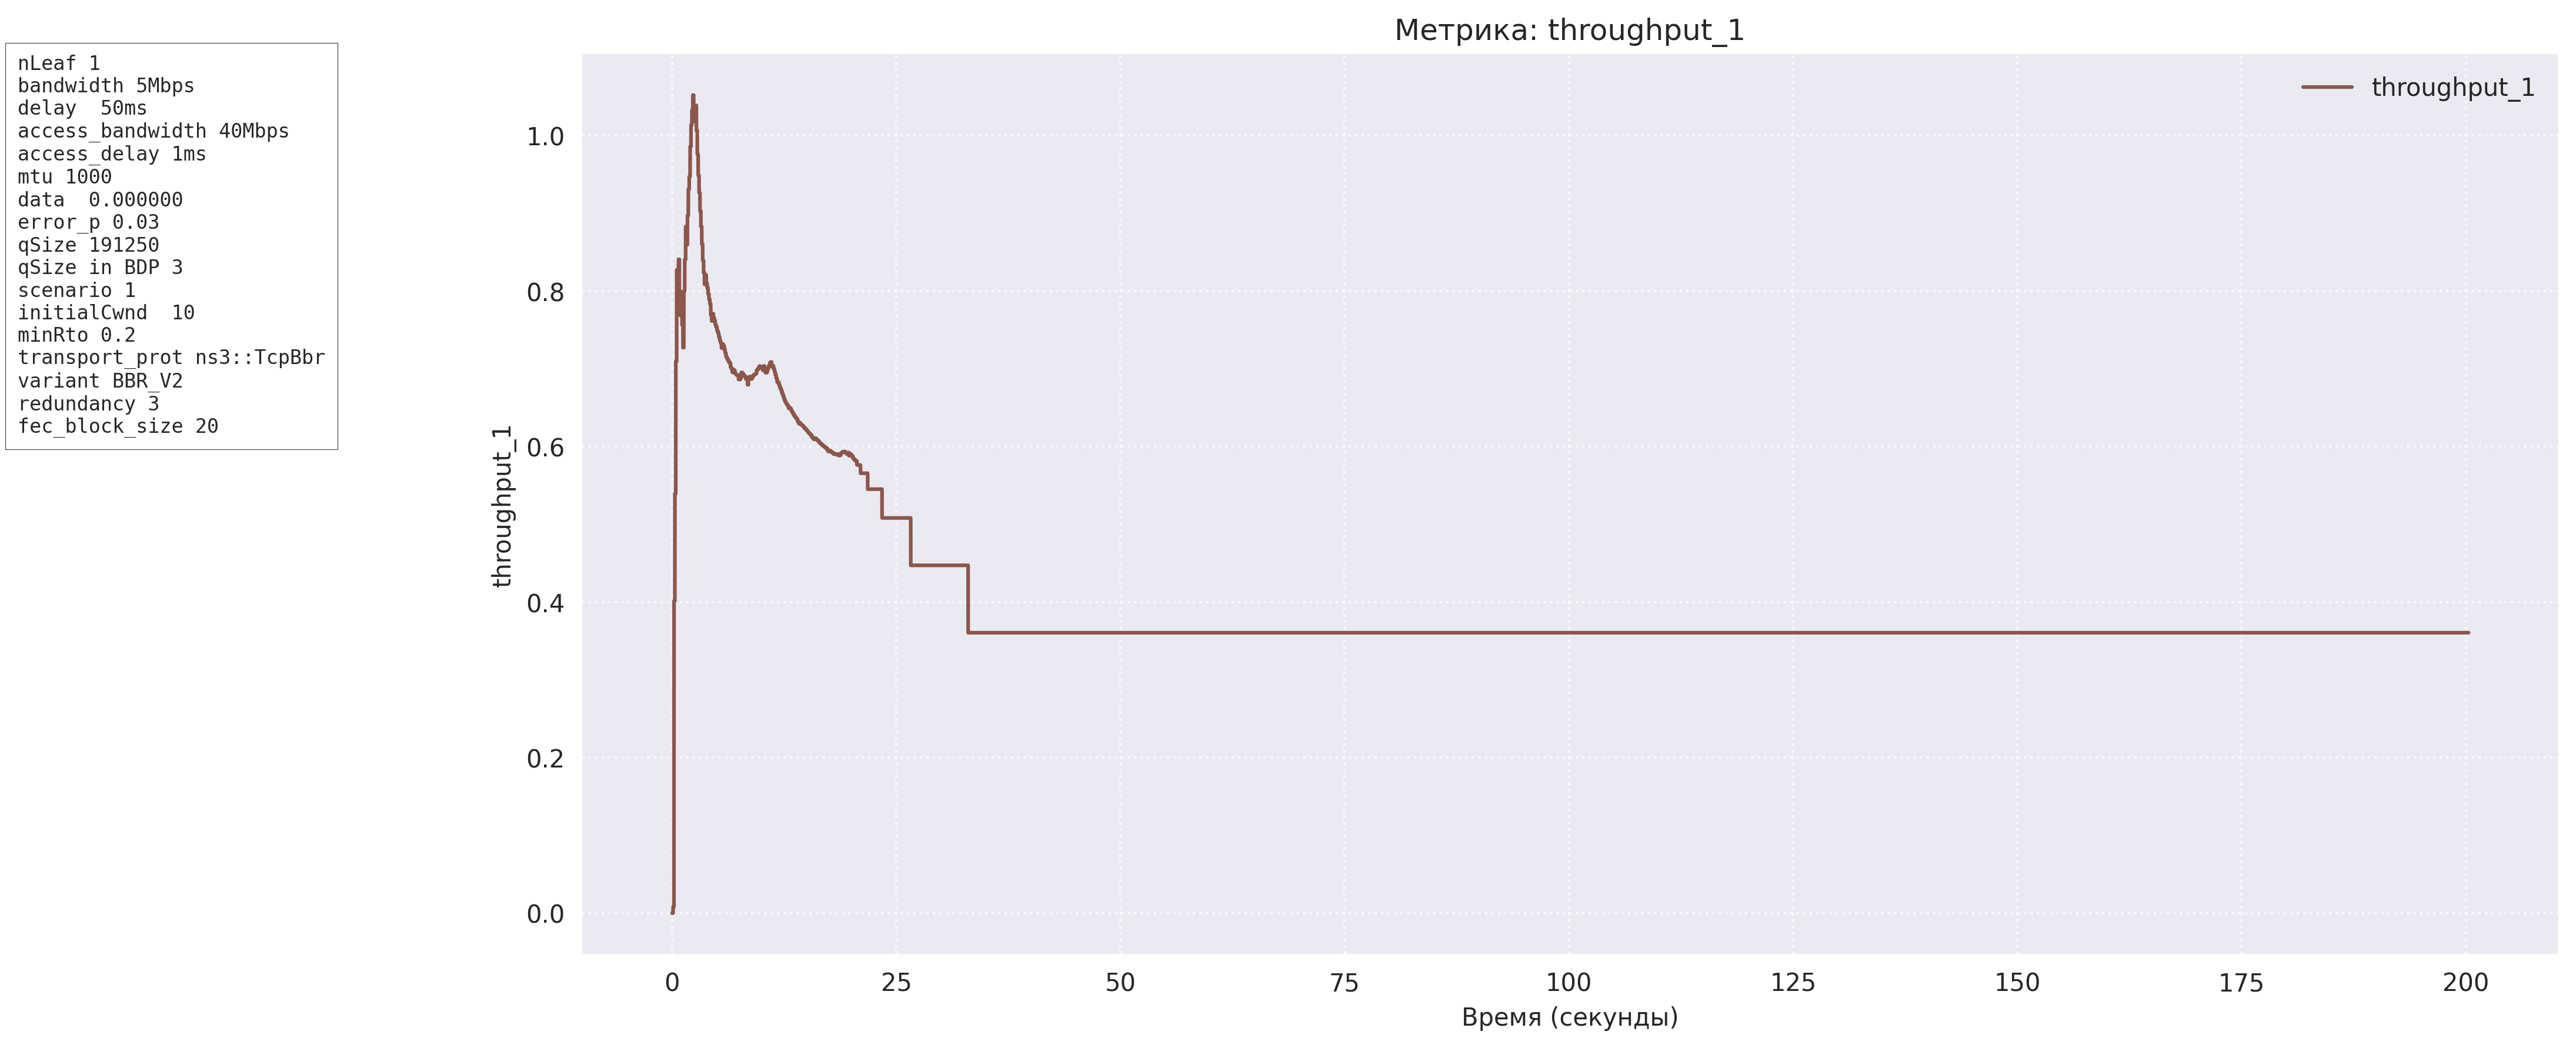 Метрика: throughput_1
nLeaf 1
bandwidth 5Mbps
delay  50ms
access_bandwidth 40Mbps
access_delay 1ms
mtu 1000
data  0.000000
error_p 0.03
qSize 191250
qSize in BDP 3
scenario 1
initialCwnd  10
minRto 0.2
transport_prot ns3::TcpBbr
variant BBR_V2
redundancy 3
fec_block_size 20
throughput_1
throughput_1
1.0
0.8
0.6
0.4
0.2
0.0
0 25 50 75 100 125 150 175 200
Время (секунды)